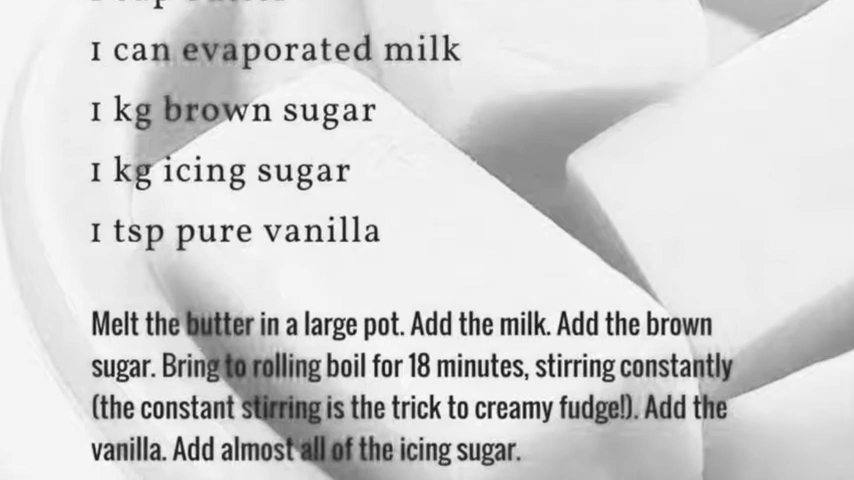 1 can evaporated milk
1 kg brown sugar
1 kg icing sugar
1 tsp pure vanilla
Melt the butter in a large pot. Add the milk. Add the brown
sugar. Bring to rolling boil for 18 minutes, stirring constantly
(the constant stirring is the trick to creamy fudge!). Add the
vanilla. Add almost all of the icing sugar.